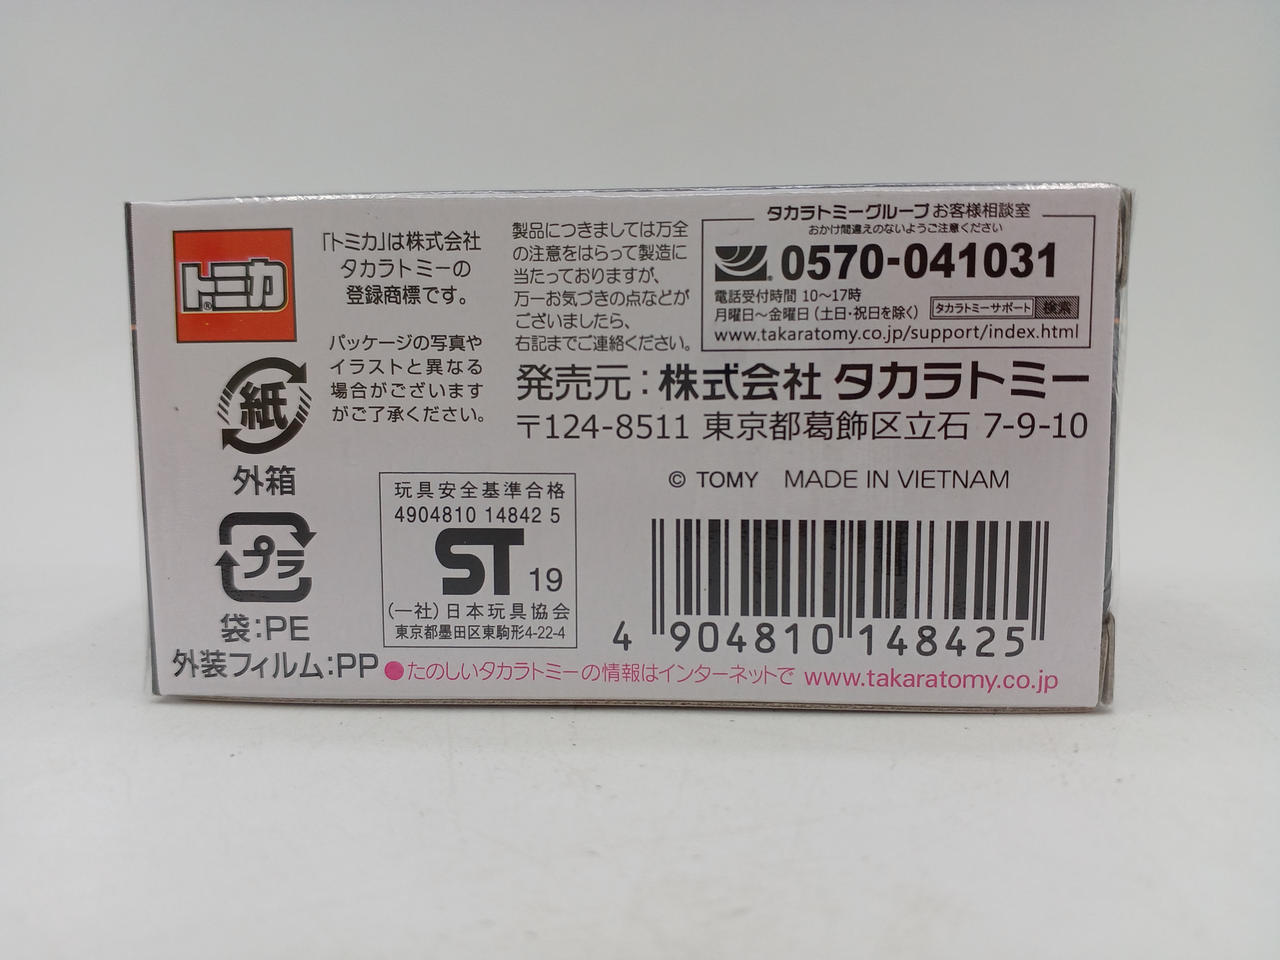 トミカ®
「トミカ」は株式会社
タカラトミーの
登録商標です。
パッケージの写真や
イラストと異なる
場合がございます
がご了承ください。
紙
外箱
プラ
袋:PE
外装フィルム:PP
製品につきましては万全
の注意をはらって製造に
当たっておりますが、
万一お気づきの点などが
ございましたら、
右記までご連絡ください。
タカラトミーグループお客様相談室
おかけ間違えのないようご注意ください
0570-041031
電話受付時間 10〜17時
月曜日〜金曜日(土日・祝日を除く)
タカラトミーサポート 検索
www.takaratomy.co.jp/support/index.html
発売元:株式会社 タカラトミー
〒124-8511 東京都葛飾区立石 7-9-10
© TOMY MADE IN VIETNAM
玩具安全基準合格
4904810 14842 5
ST 19
(一社)日本玩具協会
東京都墨田区東駒形4-22-4
4 904810 148425
●たのしいタカラトミーの情報はインターネットで www.takaratomy.co.jp